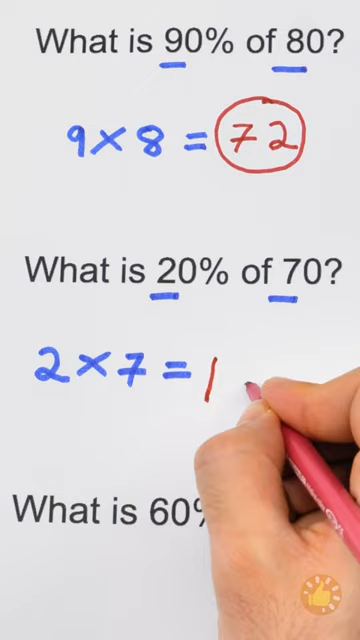 What is 90% of 80?
9 × 8 = 72
What is 20% of 70?
2 × 7 = 1
What is 60%